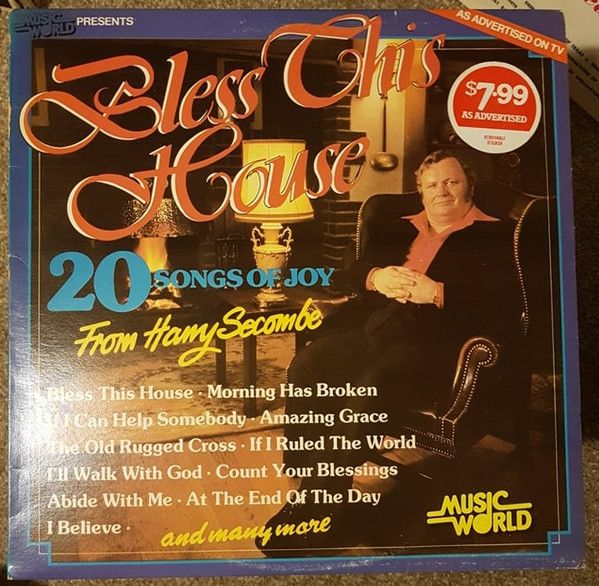 MUSIC WORLD PRESENTS
AS ADVERTISED ON TV
Bless This
House
$7.99
AS ADVERTISED
REMOVABLE
STICKER
20 SONGS OF JOY
From Harry Secombe
Bless This House · Morning Has Broken
If I Can Help Somebody · Amazing Grace
The Old Rugged Cross · If I Ruled The World
I'll Walk With God · Count Your Blessings
Abide With Me · At The End Of The Day
I Believe ·
and many more
MUSIC
WORLD